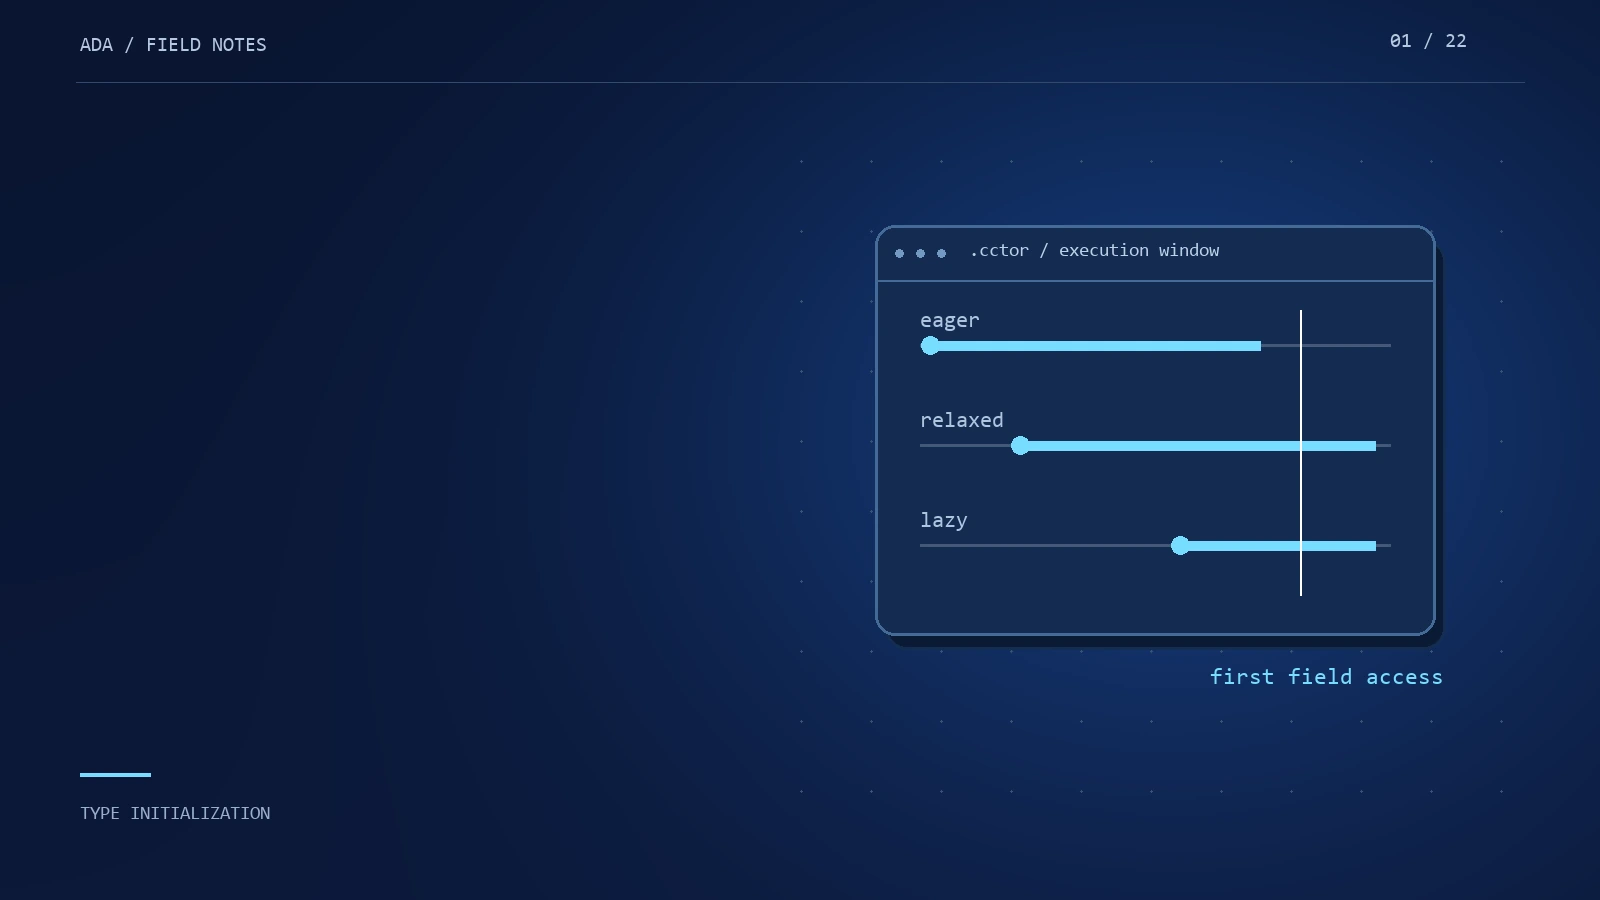 ADA / FIELD NOTES
01 / 22
.cctor / execution window
eager
relaxed
lazy
first field access
TYPE INITIALIZATION